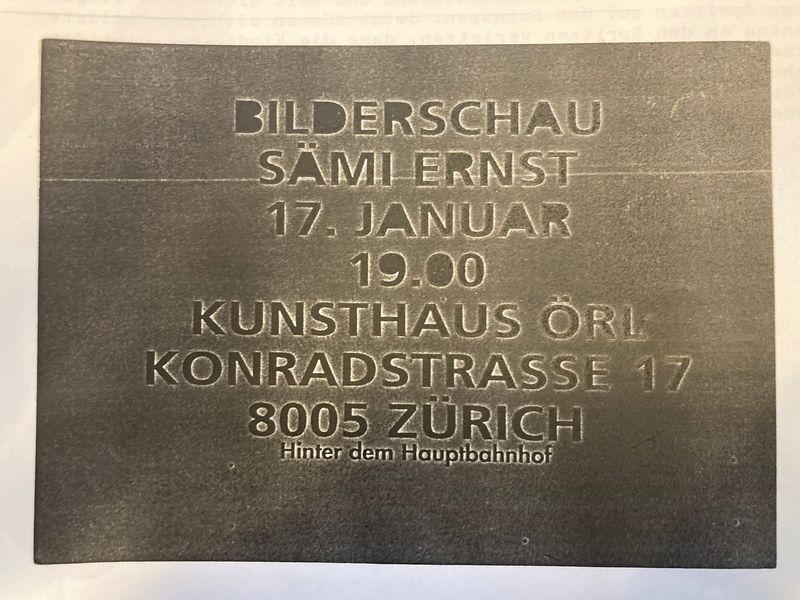 BILDERSCHAU
SÄMI ERNST
17. JANUAR
19.00
KUNSTHAUS ÖRL
KONRADSTRASSE 17
8005 ZÜRICH
Hinter dem Hauptbahnhof